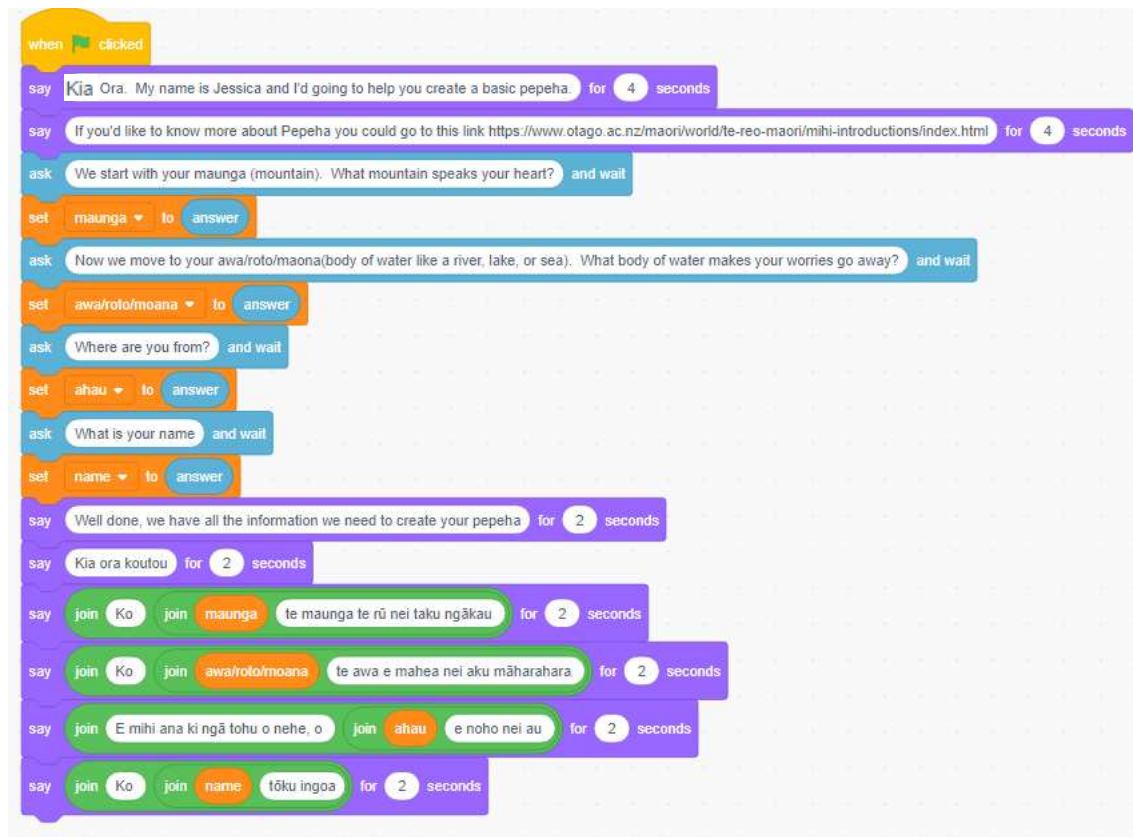 when clicked
say Kia Ora. My name is Jessica and I'd going to help you create a basic pepeha. for 4 seconds
say If you'd like to know more about Pepeha you could go to this link https://www.otago.ac.nz/maori/world/te-reo-maori/mihi-introductions/index.html for 4 seconds
ask We start with your maunga (mountain). What mountain speaks your heart? and wait
set maunga to answer
ask Now we move to your awa/roto/maona(body of water like a river, lake, or sea). What body of water makes your worries go away? and wait
set awa/roto/moana to answer
ask Where are you from? and wait
set ahau to answer
ask What is your name and wait
set name to answer
say Well done, we have all the information we need to create your pepeha for 2 seconds
say Kia ora koutou for 2 seconds
say join Ko join maunga te maunga te rū nei taku ngākau for 2 seconds
say join Ko join awa/roto/moana te awa e mahea nei aku māharahara for 2 seconds
say join E mihi ana ki ngā tohu o nehe, o join ahau e noho nei au for 2 seconds
say join Ko join name tōku ingoa for 2 seconds